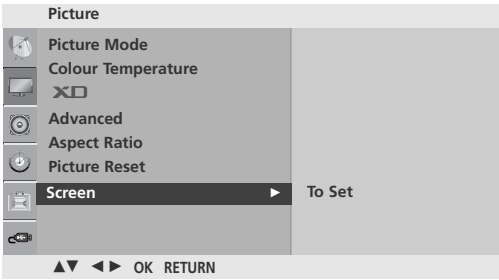 Picture
Picture Mode
Colour Temperature
XD
Advanced
Aspect Ratio
Picture Reset
Screen ► To Set
▲▼ ◄ ► OK RETURN